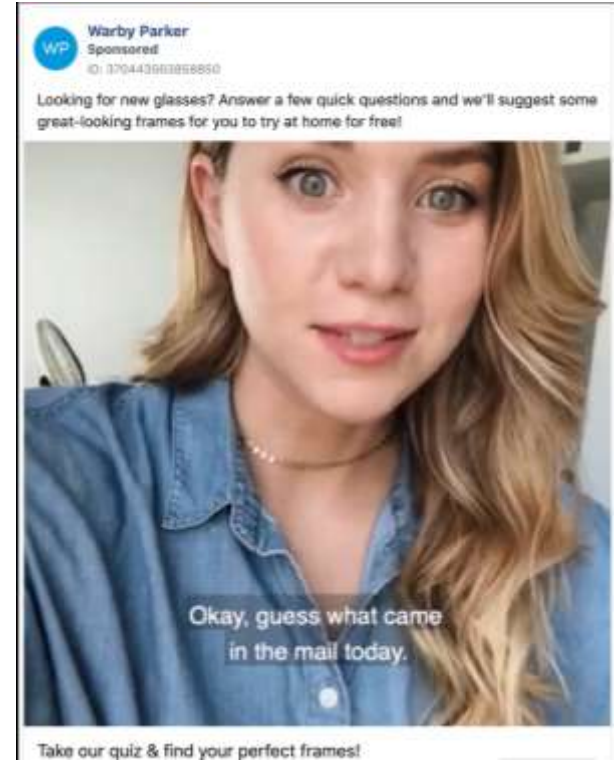 Warby Parker
WP
Sponsored
Looking for new glasses? Answer a few quick questions and we'll suggest some
great-looking frames for you to try at home for free!
Okay, guess what came
in the mail today.
Take our quiz & find your perfect frames!